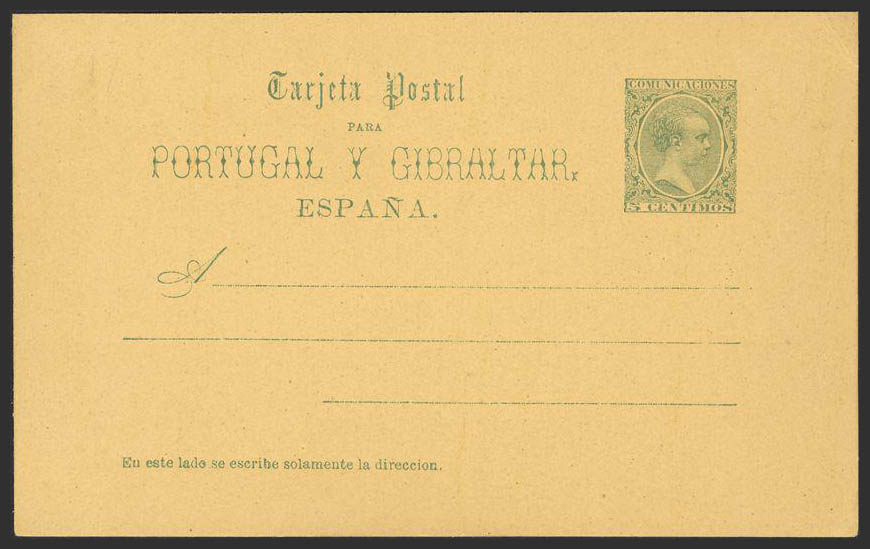 Tarjeta Postal
PARA
PORTUGAL Y GIBRALTAR.
ESPAÑA.
COMUNICACIONES
5 CENTIMOS
A
En este lado se escribe solamente la direccion.